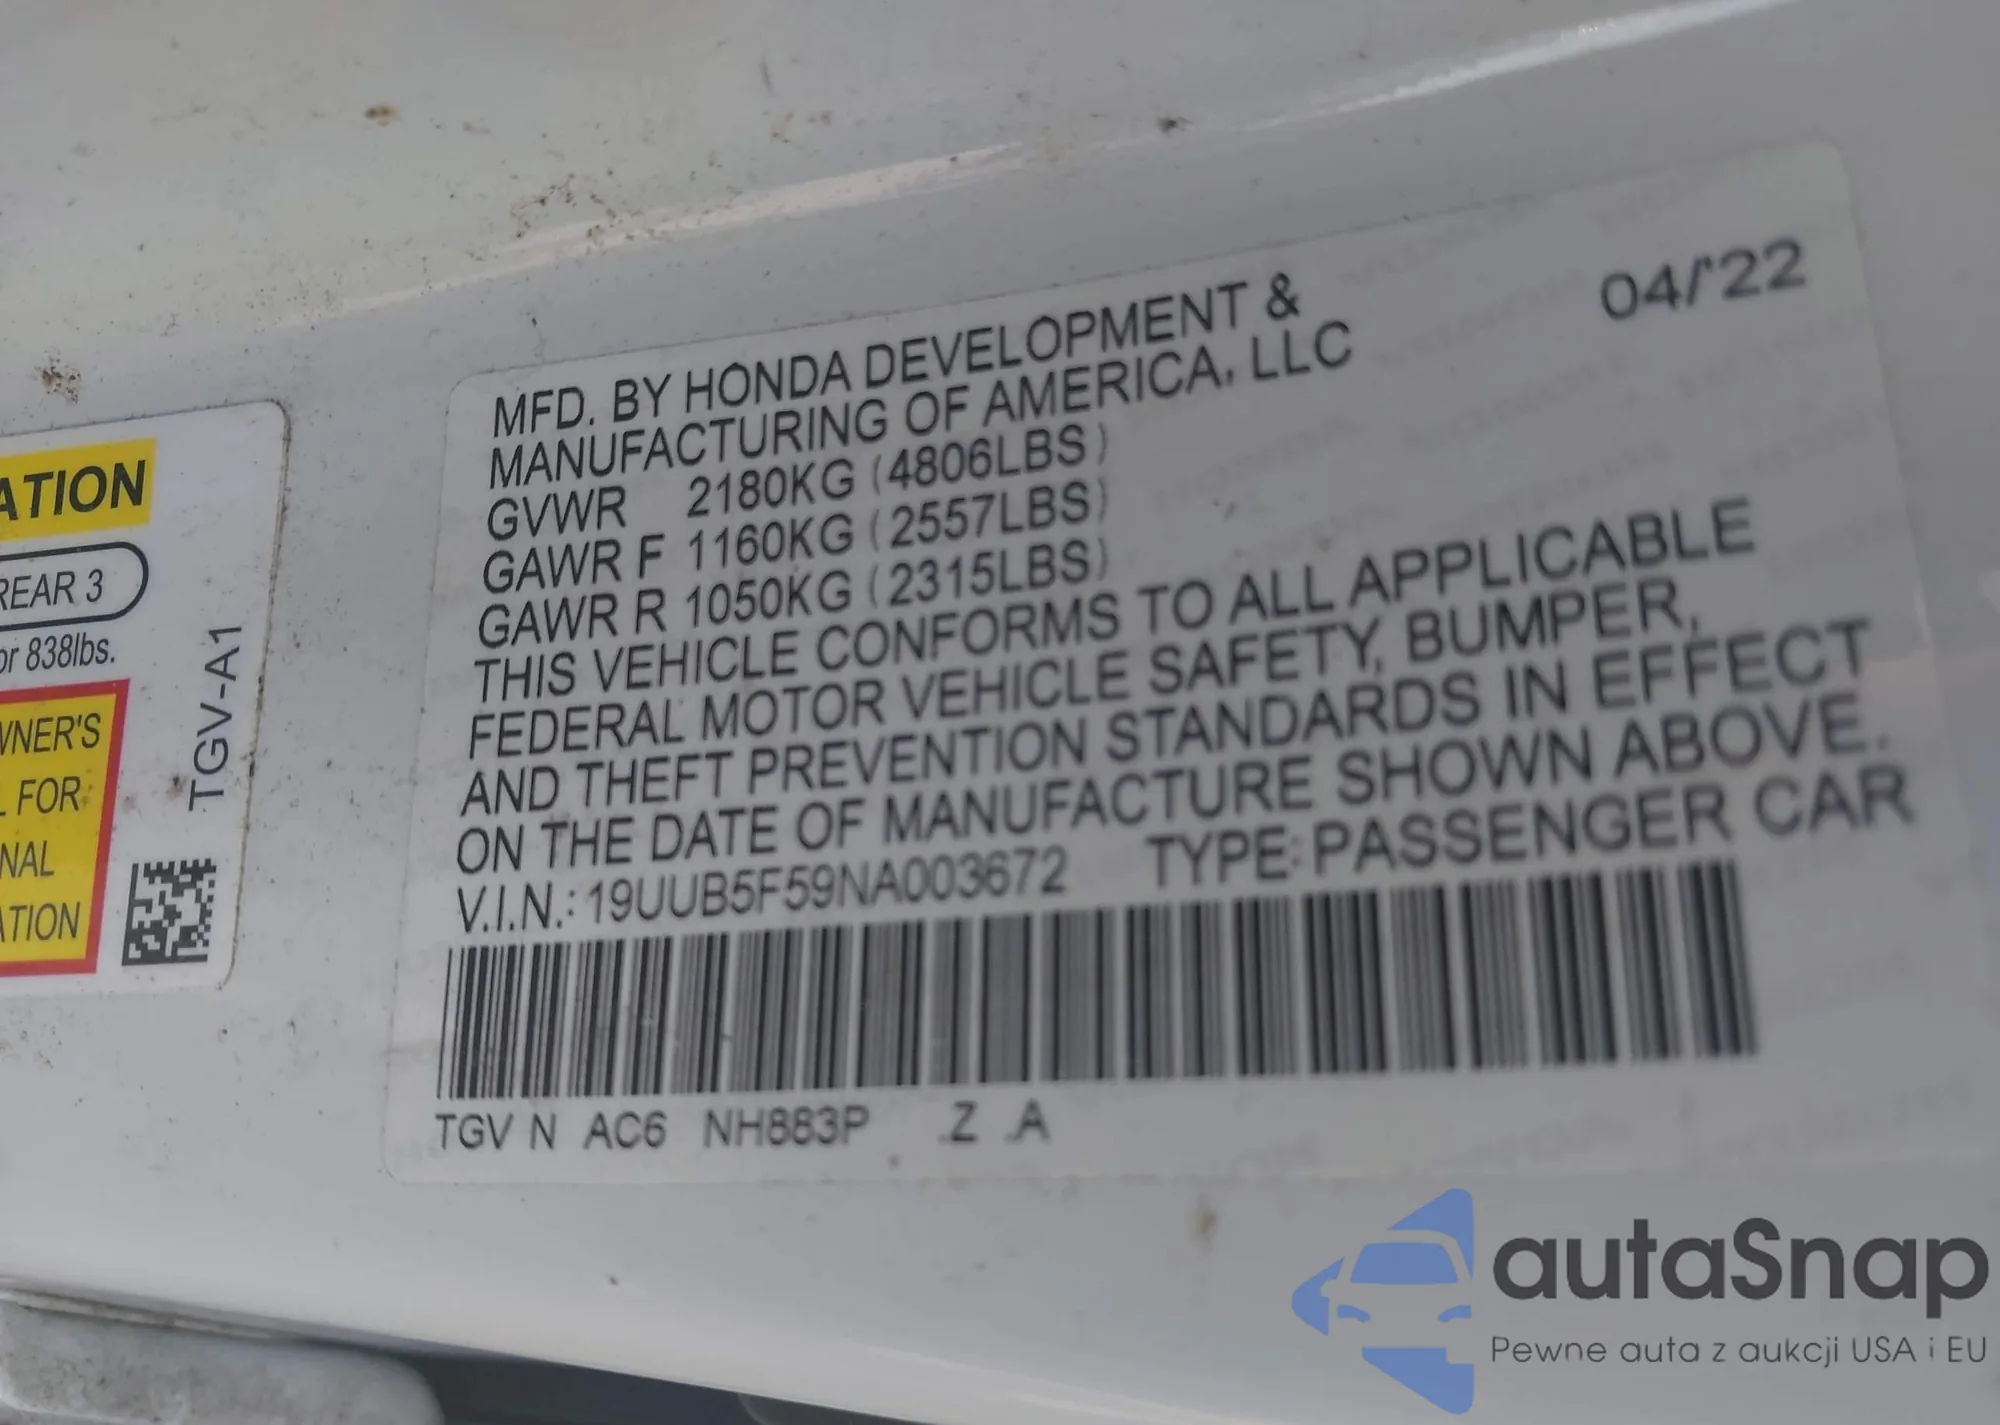 ATION
REAR 3
or 838lbs.
WNER'S
L FOR
NAL
ATION
TGV-A1
04/'22
MFD. BY HONDA DEVELOPMENT &
MANUFACTURING OF AMERICA, LLC
GVWR 2180KG (4806LBS)
GAWR F 1160KG (2557LBS)
GAWR R 1050KG (2315LBS)
THIS VEHICLE CONFORMS TO ALL APPLICABLE
FEDERAL MOTOR VEHICLE SAFETY, BUMPER,
AND THEFT PREVENTION STANDARDS IN EFFECT
ON THE DATE OF MANUFACTURE SHOWN ABOVE.
V.I.N.: 19UUB5F59NA003672 TYPE: PASSENGER CAR
TGV N AC6 NH883P .Z .A
autaSnap
Pewne auta z aukcji USA i EU